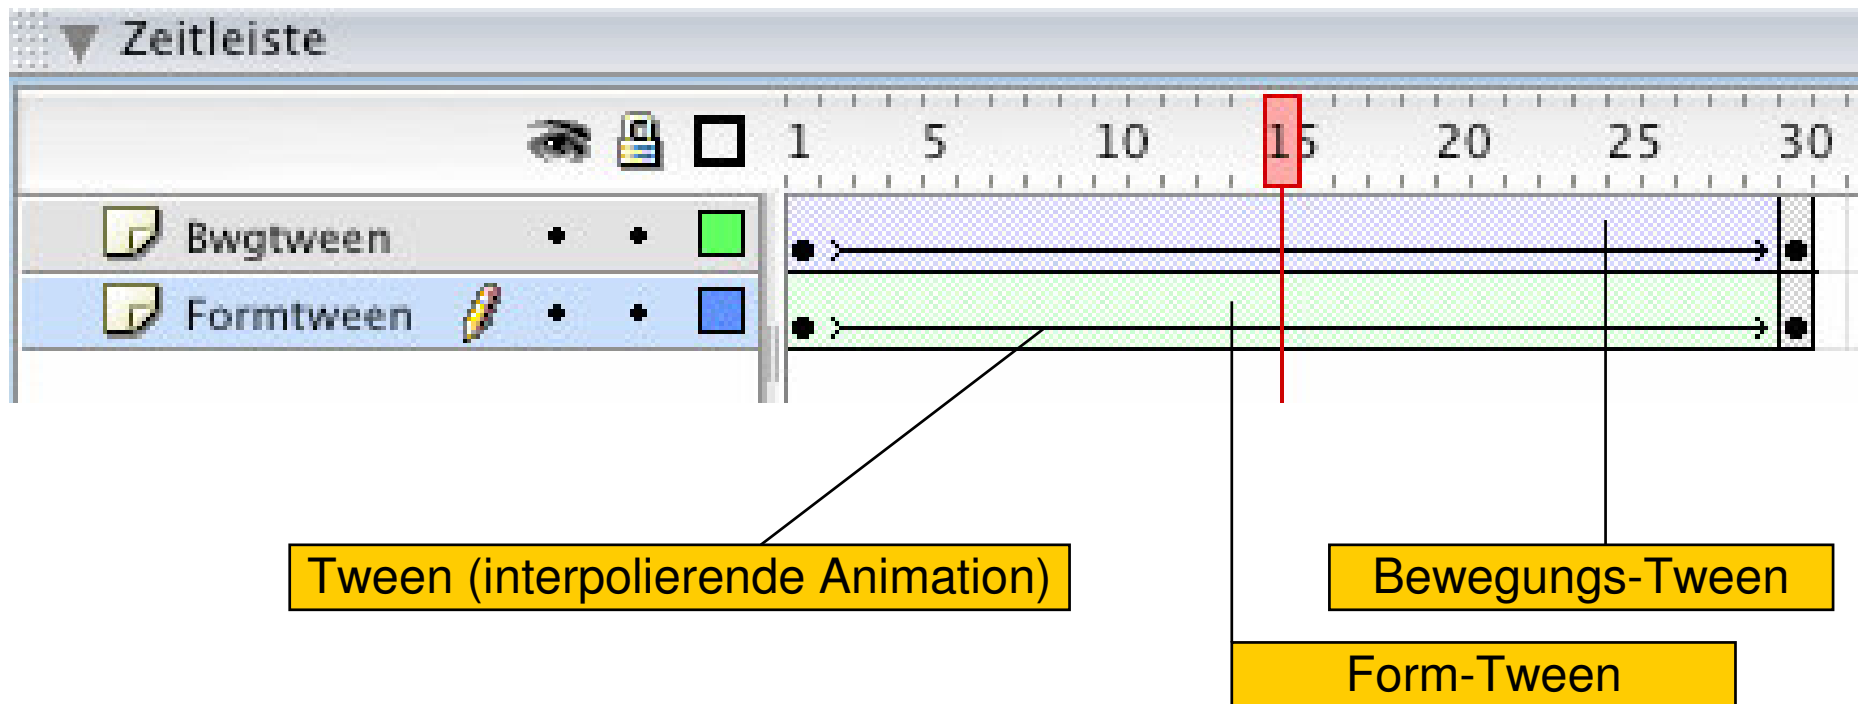 Zeitleiste
1 5 10 15 20 25 30
Bwgtween
Formtween
Tween (interpolierende Animation)
Bewegungs-Tween
Form-Tween